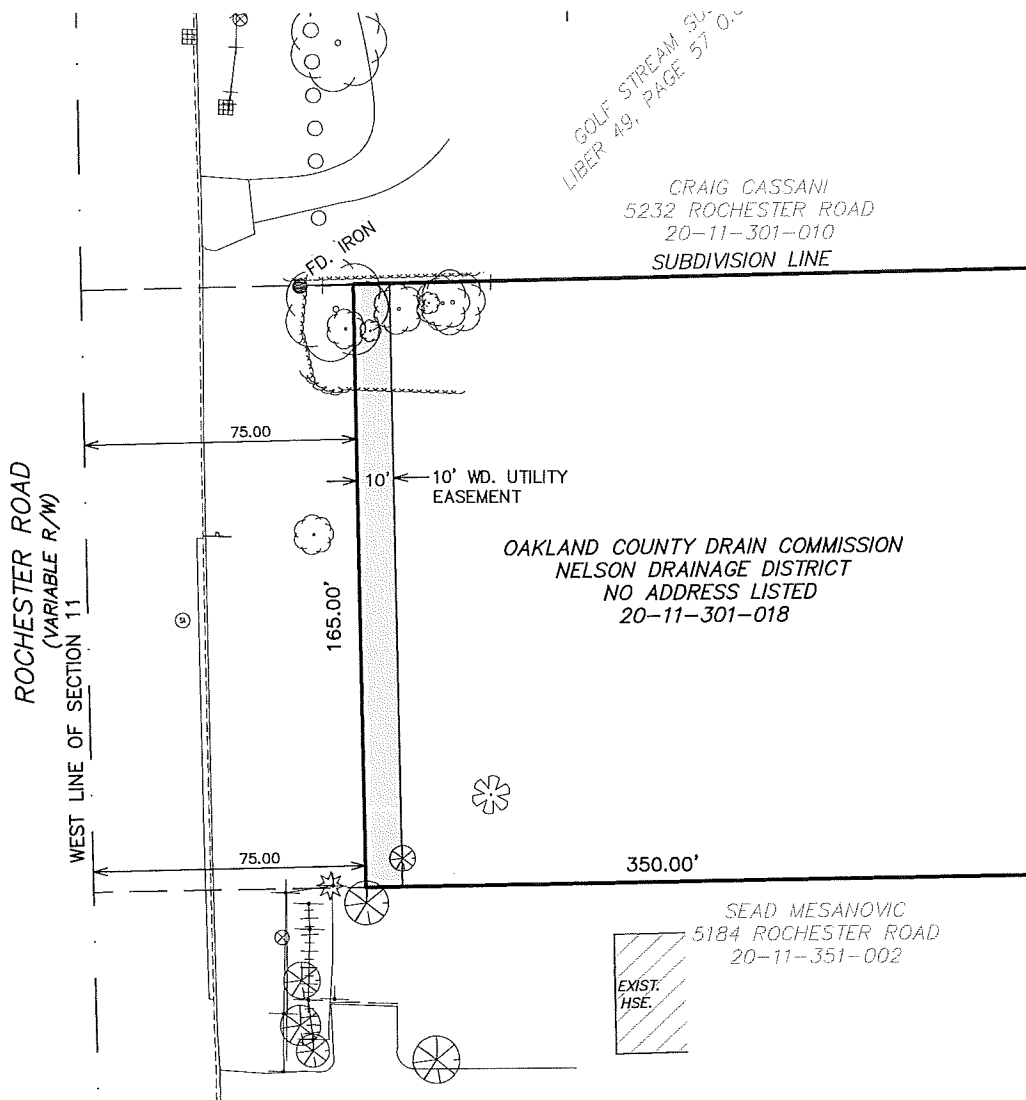 GOLF STREAM
LIBER 49, PAGE 57
CRAIG CASSANI
5232 ROCHESTER ROAD
20-11-301-010
SUBDIVISION LINE
FD. IRON
75.00
10'
10' WD. UTILITY
EASEMENT
165.00'
ROCHESTER ROAD
(VARIABLE R/W)
WEST LINE OF SECTION 11
OAKLAND COUNTY DRAIN COMMISSION
NELSON DRAINAGE DISTRICT
NO ADDRESS LISTED
20-11-301-018
75.00
350.00'
SEAD MESANOVIC
5184 ROCHESTER ROAD
20-11-351-002
EXIST.
HSE.